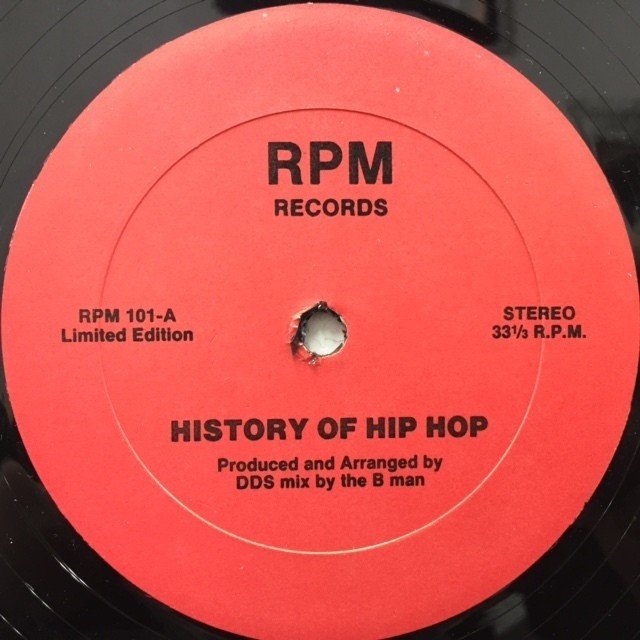 RPM
RECORDS
RPM 101-A
Limited Edition
STEREO
33⅓ R.P.M.
HISTORY OF HIP HOP
Produced and Arranged by
DDS mix by the B man